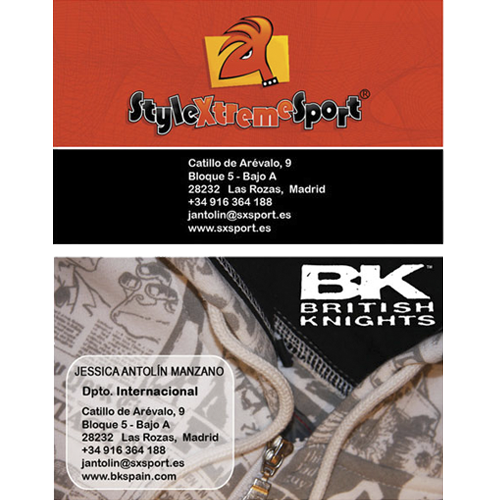 StyleXtremeSport®
Catillo de Arévalo, 9
Bloque 5 - Bajo A
28232 Las Rozas, Madrid
+34 916 364 188
jantolin@sxsport.es
www.sxsport.es
BK™
BRITISH
KNIGHTS
JESSICA ANTOLÍN MANZANO
Dpto. Internacional
Catillo de Arévalo, 9
Bloque 5 - Bajo A
28232 Las Rozas, Madrid
+34 916 364 188
jantolin@sxsport.es
www.bkspain.com